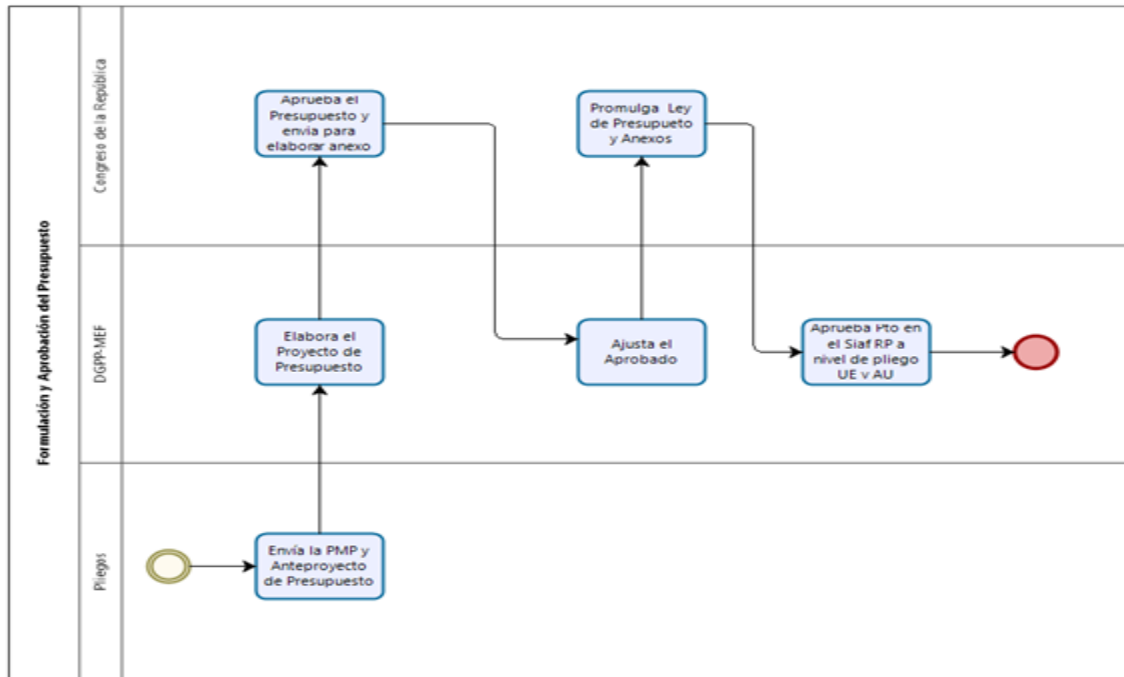 Formulación y Aprobación del Presupuesto
Congreso de la República
Aprueba el
Presupuesto y
envia para
elaborar anexo
Promulga Ley
de Presupueto
y Anexos
DGPP-MEF
Elabora el
Proyecto de
Presupuesto
Ajusta el
Aprobado
Aprueba Pto en
el Siaf RP a
nivel de pliego
UE y AU
Pliegos
Envía la PMP y
Anteproyecto
de Presupuesto